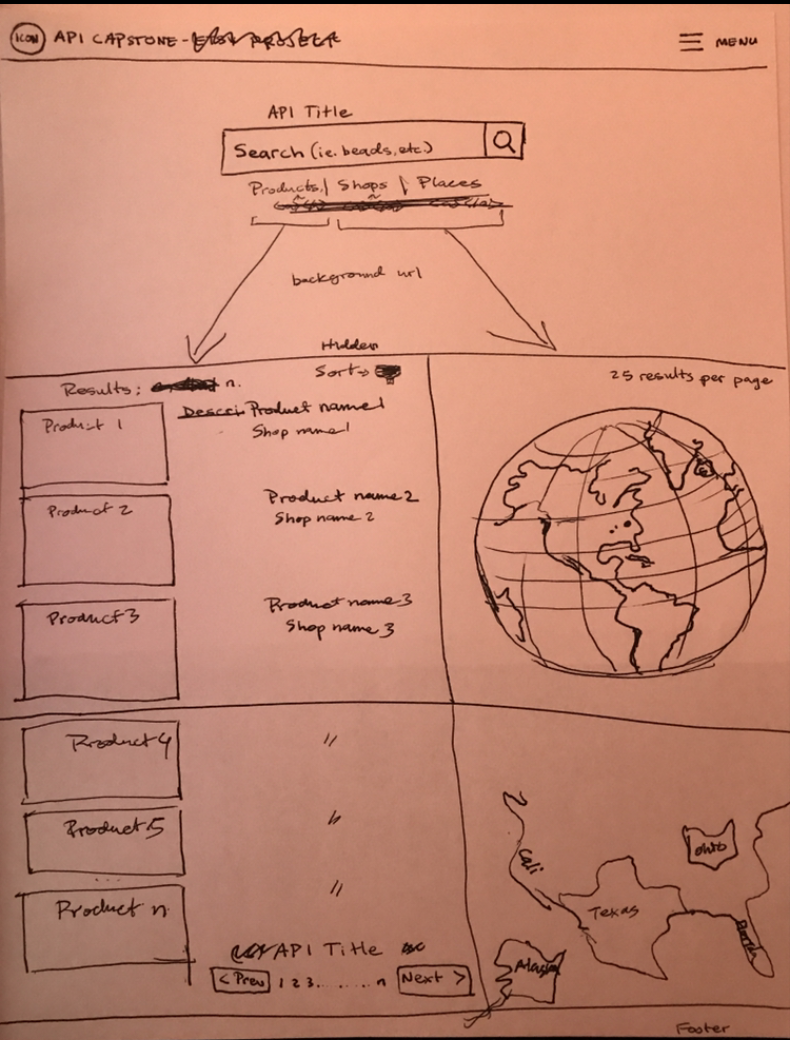 ICON API CAPSTONE - MENU
API Title
Search (ie. beads, etc.)
Products | Shops | Places
background url
Hidden
Results: n.
Sort
25 results per page
Product 1
Descri. Product name 1
Shop name 1
Product 2
Product name 2
Shop name 2
Product 3
Product name 3
Shop name 3
Product 4 "
Product 5 "
...
Product n "
Cali
Ohio
Texas
Alaska
API Title
< Prev 1 2 3........n Next >
Footer